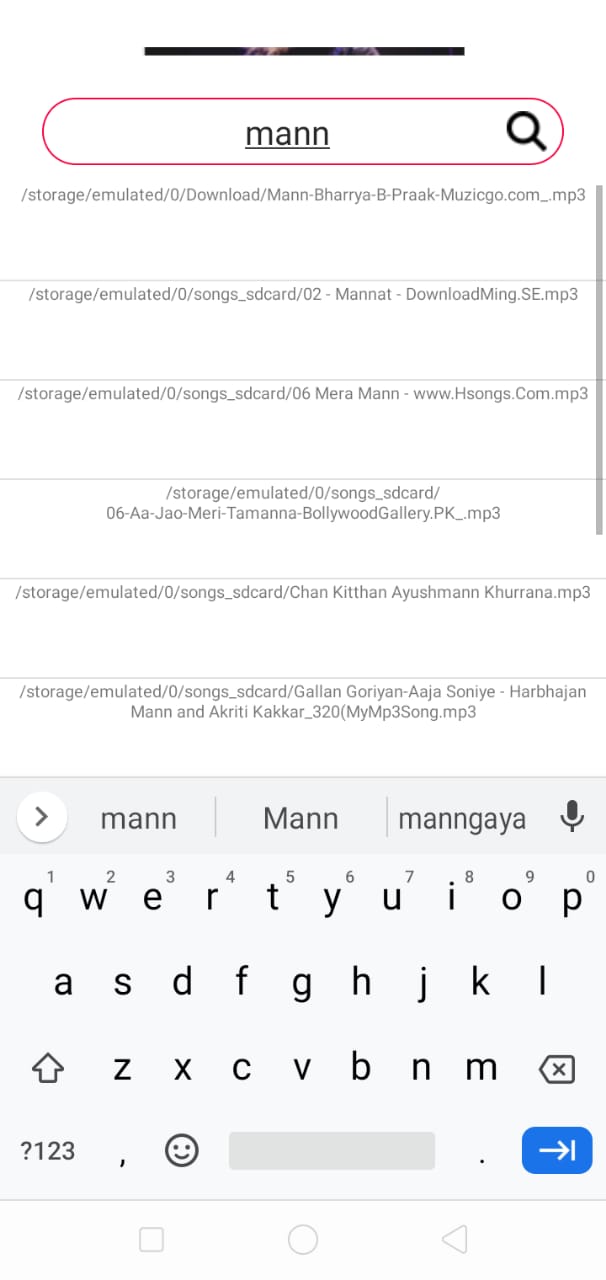 mann
/storage/emulated/0/Download/Mann-Bharrya-B-Praak-Muzicgo.com_.mp3
/storage/emulated/0/songs_sdcard/02 - Mannat - DownloadMing.SE.mp3
/storage/emulated/0/songs_sdcard/06 Mera Mann - www.Hsongs.Com.mp3
/storage/emulated/0/songs_sdcard/
06-Aa-Jao-Meri-Tamanna-BollywoodGallery.PK_.mp3
/storage/emulated/0/songs_sdcard/Chan Kitthan Ayushmann Khurrana.mp3
/storage/emulated/0/songs_sdcard/Gallan Goriyan-Aaja Soniye - Harbhajan
Mann and Akriti Kakkar_320(MyMp3Song.mp3
mann Mann manngaya
1 2 3 4 5 6 7 8 9 0
q w e r t y u i o p
a s d f g h j k l
z x c v b n m
?123 , .